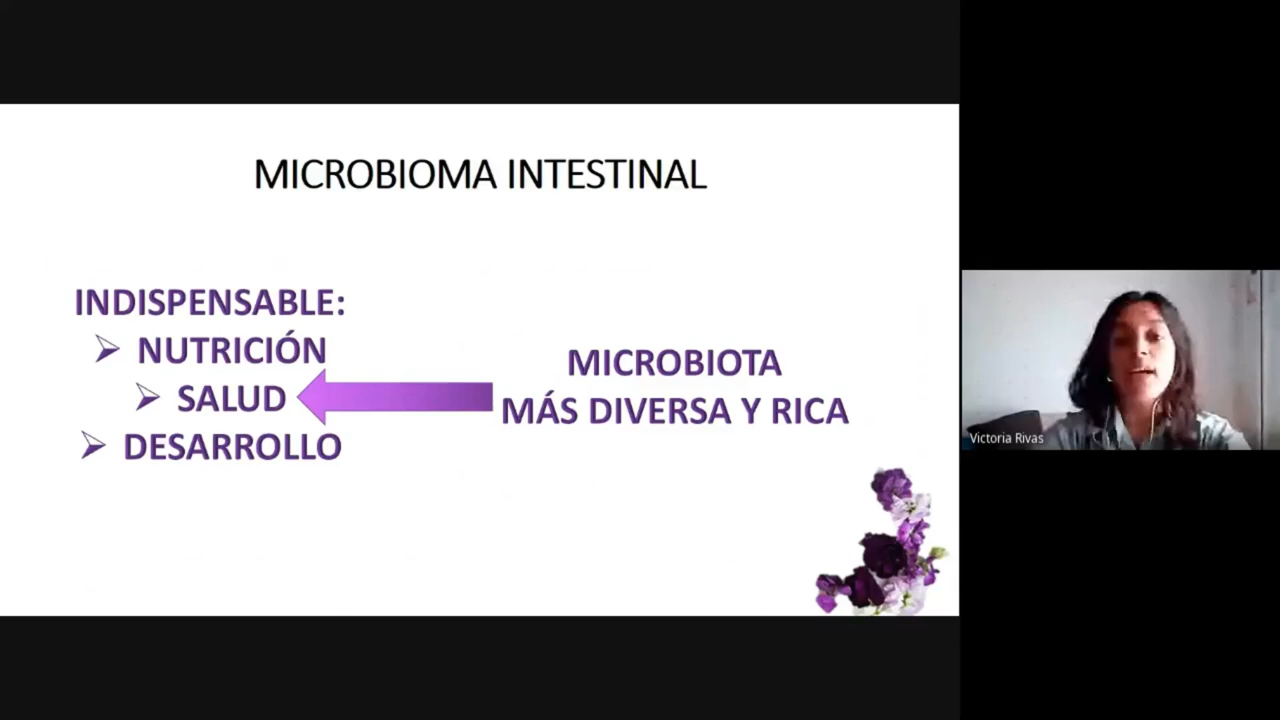 MICROBIOMA INTESTINAL
INDISPENSABLE:
NUTRICIÓN
SALUD
DESARROLLO
MICROBIOTA
MÁS DIVERSA Y RICA
Victoria Rivas